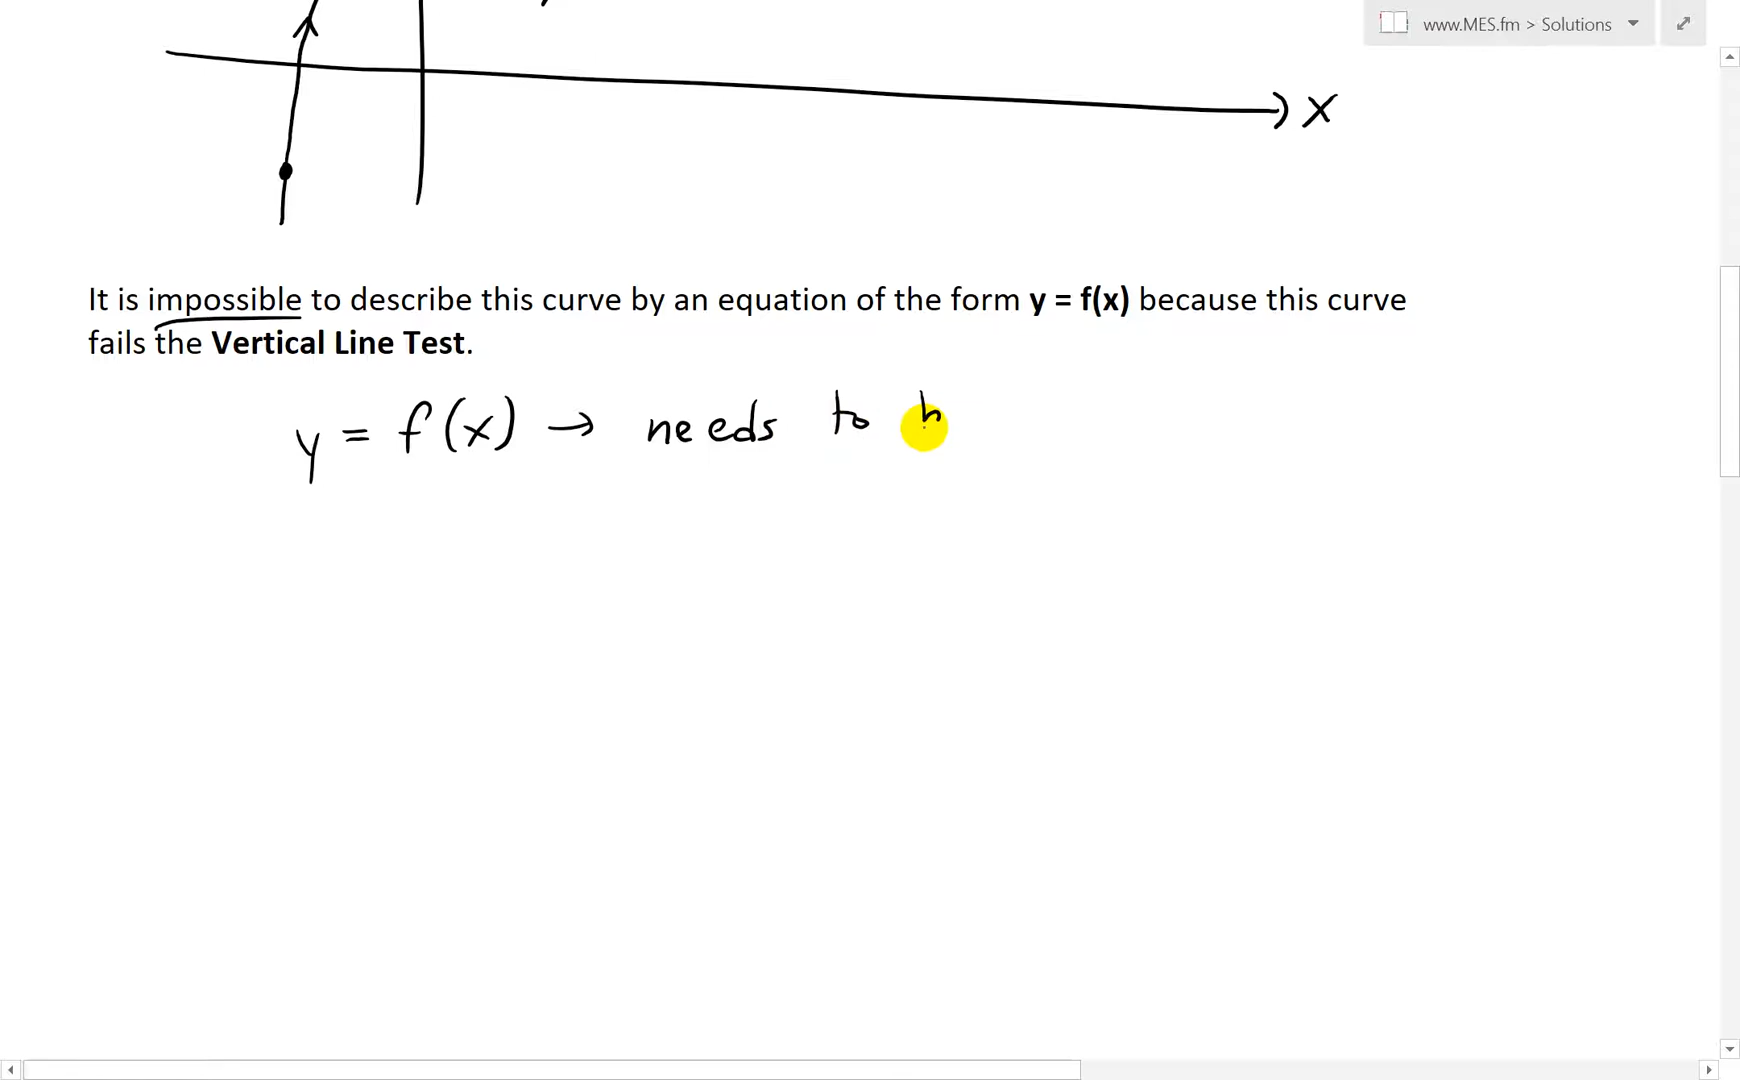 www.MES.fm > Solutions
X
It is impossible to describe this curve by an equation of the form y = f(x) because this curve
fails the Vertical Line Test.
y = f(x) → needs to